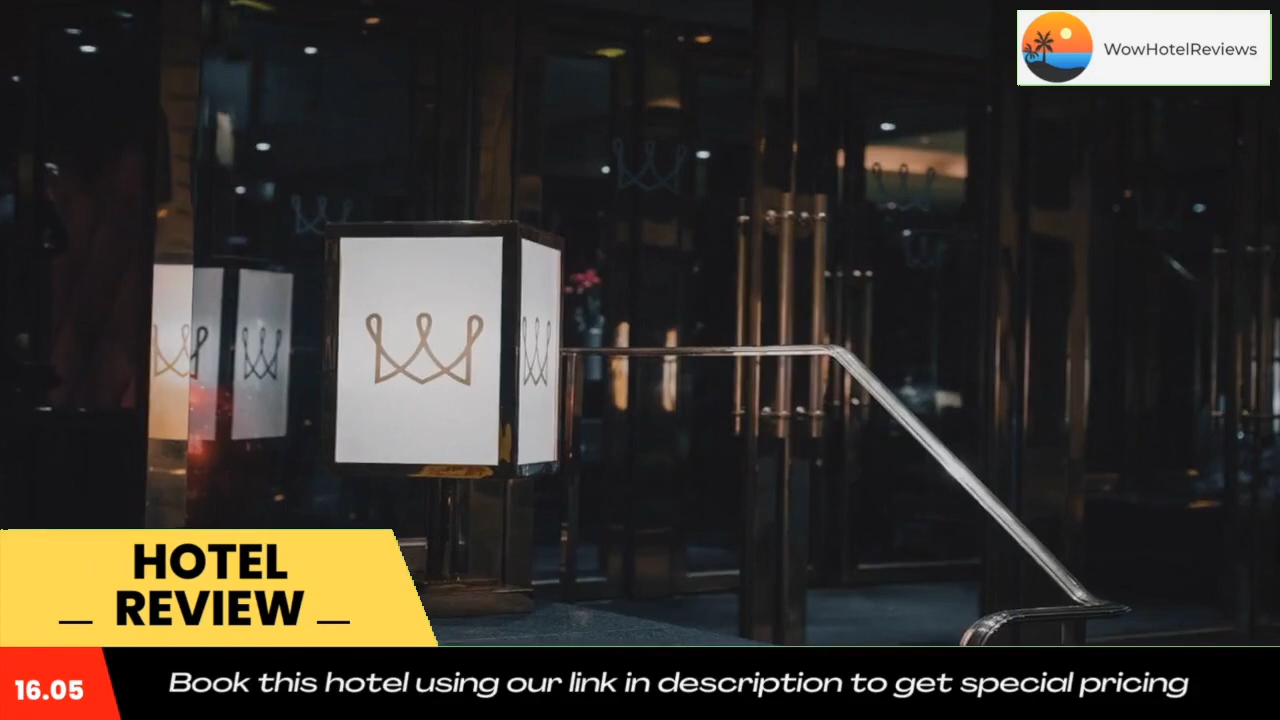 WowHotelReviews
HOTEL
REVIEW
16.05
Book this hotel using our link in description to get special pricing